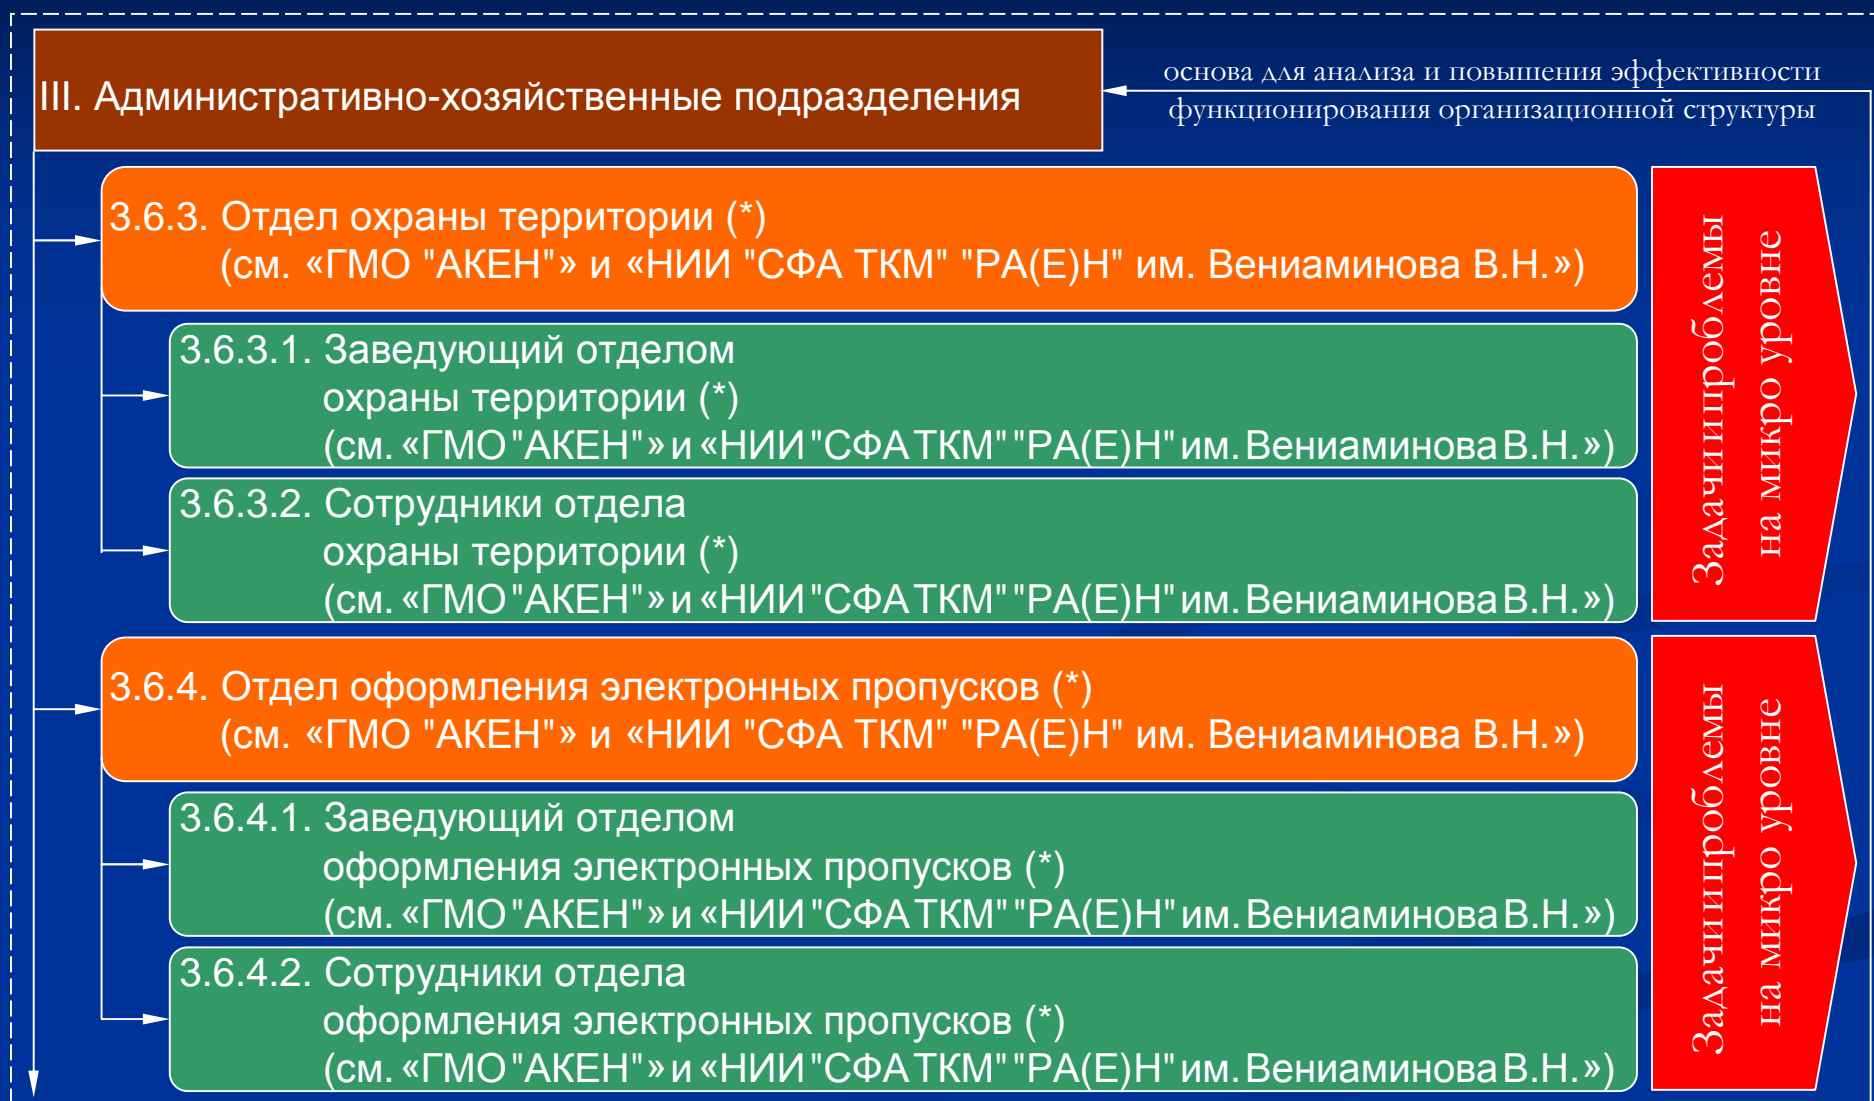 III. Административно-хозяйственные подразделения
основа для анализа и повышения эффективности
функционирования организационной структуры
3.6.3. Отдел охраны территории (*)
(см. «ГМО "АКЕН"» и «НИИ "СФА ТКМ" "РА(Е)Н" им. Вениаминова В.Н.»)
3.6.3.1. Заведующий отделом
охраны территории (*)
(см. «ГМО "АКЕН"» и «НИИ "СФА ТКМ" "РА(Е)Н" им. Вениаминова В.Н.»)
3.6.3.2. Сотрудники отдела
охраны территории (*)
(см. «ГМО "АКЕН"» и «НИИ "СФА ТКМ" "РА(Е)Н" им. Вениаминова В.Н.»)
Задачи и проблемы
на микро уровне
3.6.4. Отдел оформления электронных пропусков (*)
(см. «ГМО "АКЕН"» и «НИИ "СФА ТКМ" "РА(Е)Н" им. Вениаминова В.Н.»)
3.6.4.1. Заведующий отделом
оформления электронных пропусков (*)
(см. «ГМО "АКЕН"» и «НИИ "СФА ТКМ" "РА(Е)Н" им. Вениаминова В.Н.»)
3.6.4.2. Сотрудники отдела
оформления электронных пропусков (*)
(см. «ГМО "АКЕН"» и «НИИ "СФА ТКМ" "РА(Е)Н" им. Вениаминова В.Н.»)
Задачи и проблемы
на микро уровне